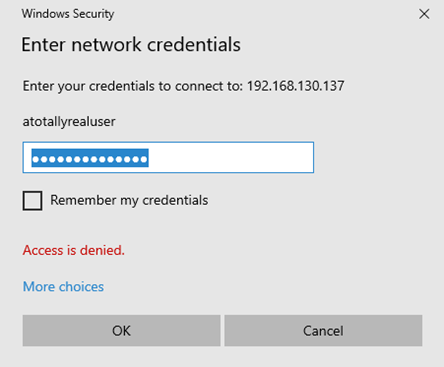 Windows Security
Enter network credentials
Enter your credentials to connect to: 192.168.130.137
atotallyrealuser
●●●●●●●●●●●●●●
Remember my credentials
Access is denied.
More choices
OK
Cancel